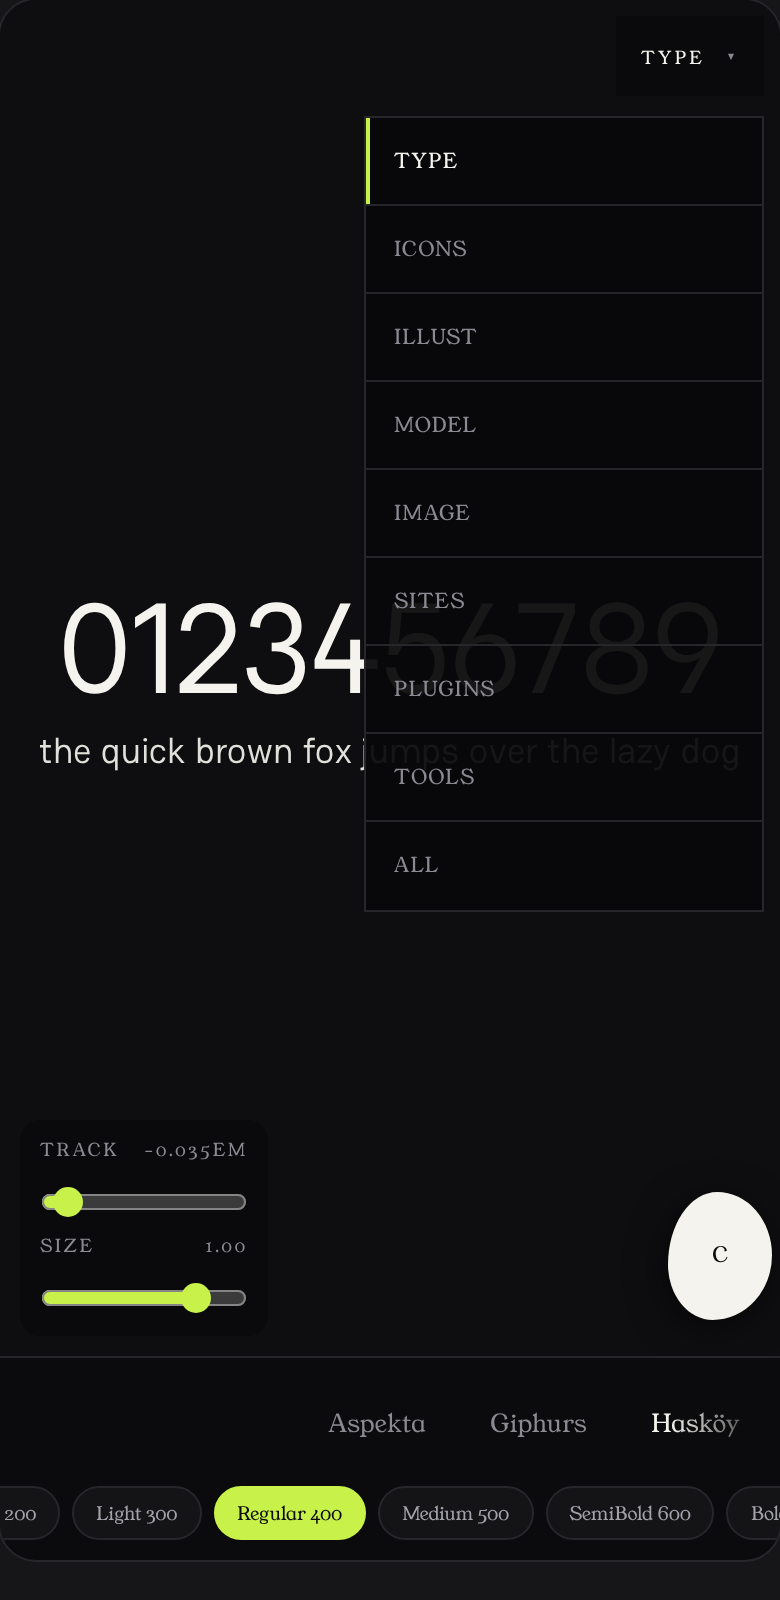 TYPE ▾
TYPE
ICONS
ILLUST
MODEL
IMAGE
SITES
0123456789
PLUGINS
the quick brown fox jumps over the lazy dog
TOOLS
ALL
TRACK -0.035EM
SIZE 1.00
C
Aspekta Giphurs Hasköy
200 Light 300 Regular 400 Medium 500 SemiBold 600